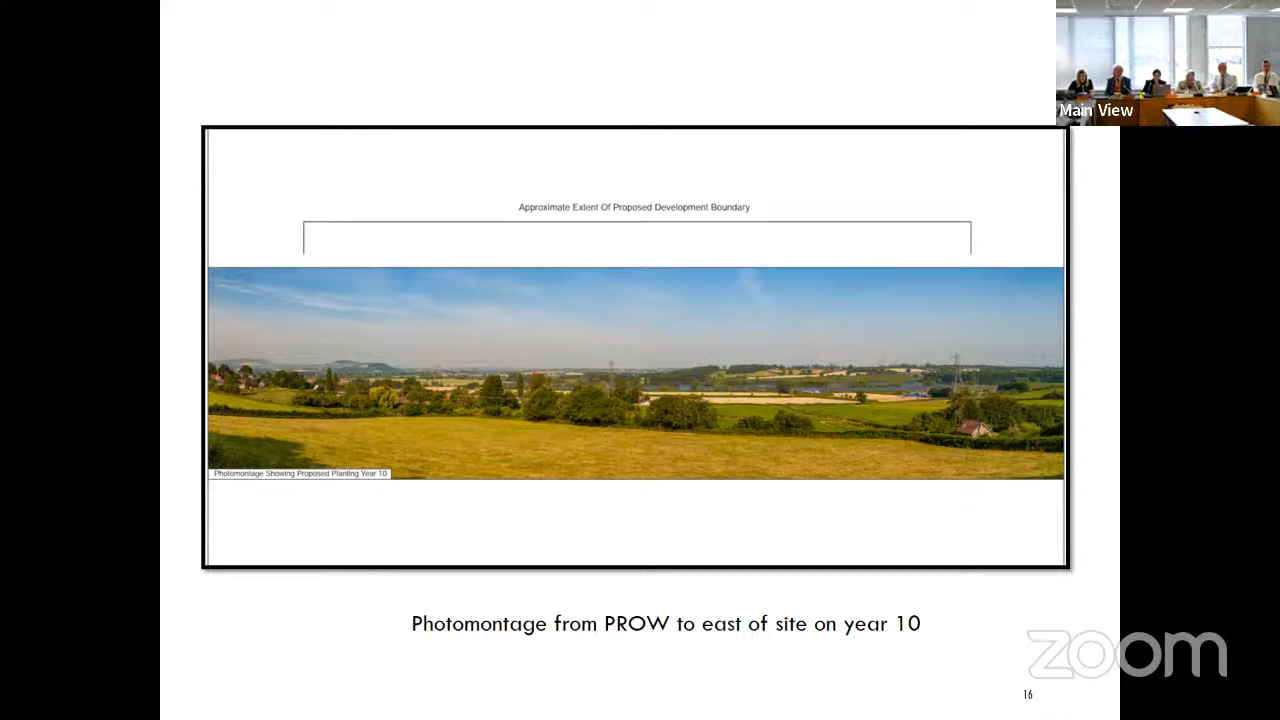 Main View
Approximate Extent Of Proposed Development Boundary
Photomontage Showing Proposed Planting Year 10
Photomontage from PROW to east of site on year 10
zoom
16